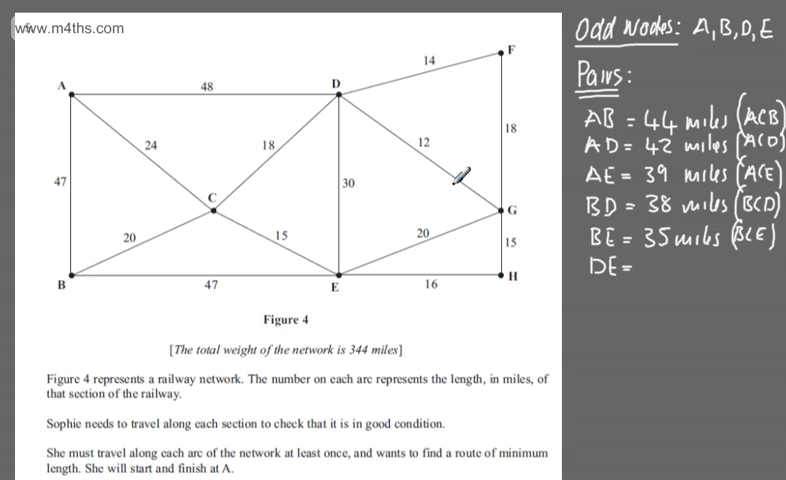 www.m4ths.com
Odd Nodes: A, B, D, E
Pairs:
AB = 44 miles (ACB)
AD = 42 miles (ACD)
AE = 39 miles (ACE)
BD = 38 miles (BCD)
BE = 35 miles (BCE)
DE =
F
14
A
48
D
24
18
12
18
47
C
30
G
20
15
20
15
B
47
E
16
H
Figure 4
[The total weight of the network is 344 miles]
Figure 4 represents a railway network. The number on each arc represents the length, in miles, of
that section of the railway.
Sophie needs to travel along each section to check that it is in good condition.
She must travel along each arc of the network at least once, and wants to find a route of minimum
length. She will start and finish at A.